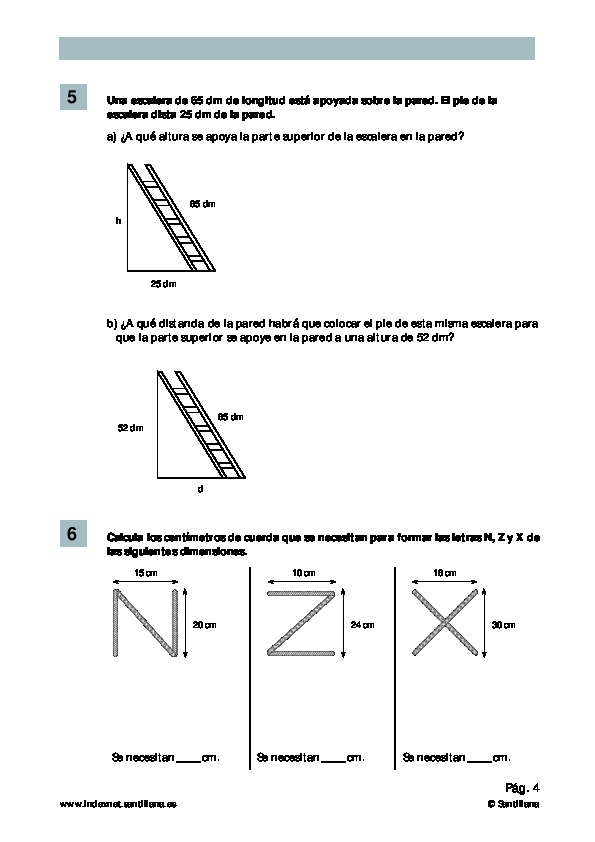 5
Una escalera de 65 dm de longitud está apoyada sobre la pared. El pie de la
escalera dista 25 dm de la pared.
a) ¿A qué altura se apoya la parte superior de la escalera en la pared?
65 dm
h
25 dm
b) ¿A qué distancia de la pared habrá que colocar el pie de esta misma escalera para
que la parte superior se apoye en la pared a una altura de 52 dm?
65 dm
52 dm
d
6
Calcula los centímetros de cuerda que se necesitan para formar las letras N, Z y X de
las siguientes dimensiones.
15 cm 10 cm 16 cm
20 cm 24 cm 30 cm
Se necesitan ____ cm. Se necesitan ____ cm. Se necesitan ____ cm.
Pág. 4
www.indexnet.santillana.es © Santillana